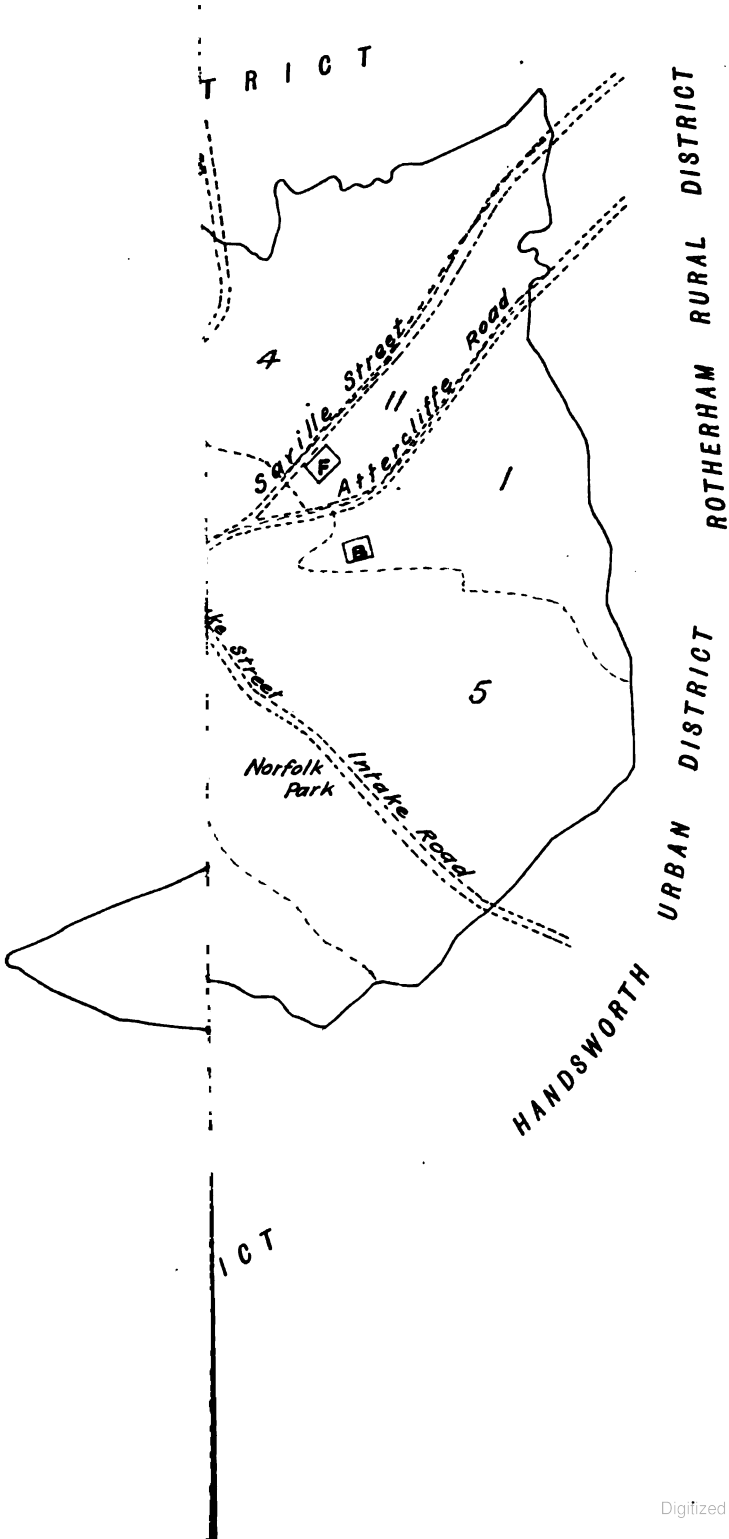 TRICT
ROTHERHAM RURAL DISTRICT
4
Saville Street
11
Attercliffe Road
F
1
B
ke Street
5
Norfolk
Park
Intake Road
HANDSWORTH URBAN DISTRICT
ICT
Digitized